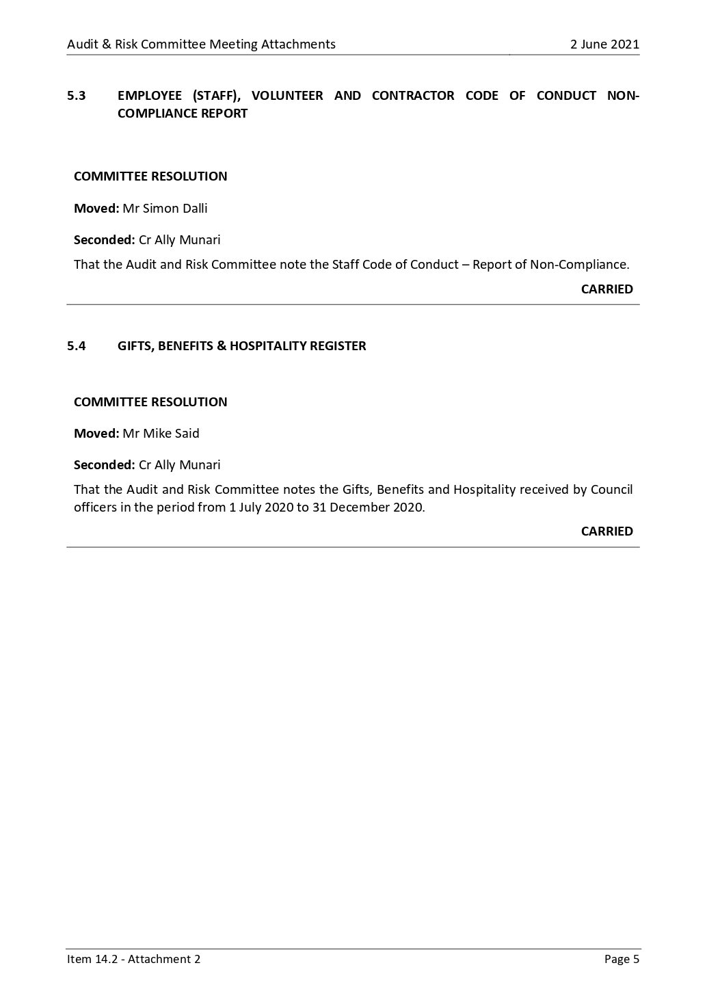 Audit & Risk Committee Meeting Attachments 2 June 2021
5.3 EMPLOYEE (STAFF), VOLUNTEER AND CONTRACTOR CODE OF CONDUCT NON-
COMPLIANCE REPORT
COMMITTEE RESOLUTION
Moved: Mr Simon Dalli
Seconded: Cr Ally Munari
That the Audit and Risk Committee note the Staff Code of Conduct – Report of Non-Compliance.
CARRIED
5.4 GIFTS, BENEFITS & HOSPITALITY REGISTER
COMMITTEE RESOLUTION
Moved: Mr Mike Said
Seconded: Cr Ally Munari
That the Audit and Risk Committee notes the Gifts, Benefits and Hospitality received by Council
officers in the period from 1 July 2020 to 31 December 2020.
CARRIED
Item 14.2 - Attachment 2 Page 5